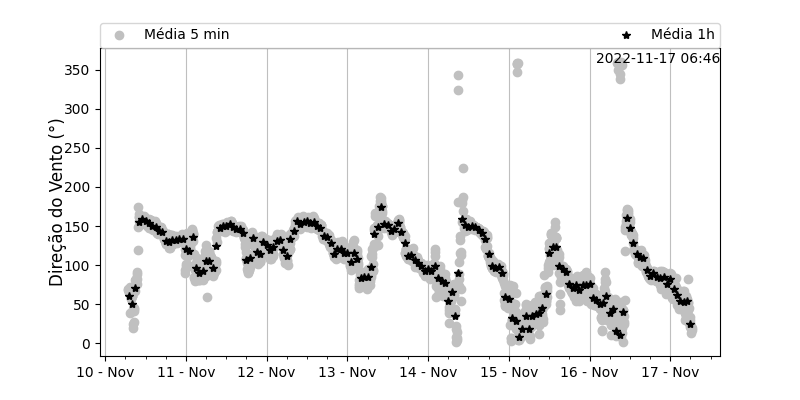 Média 5 min
Média 1h
2022-11-17 06:46
Direção do Vento (°)
350
300
250
200
150
100
50
0
10 - Nov
11 - Nov
12 - Nov
13 - Nov
14 - Nov
15 - Nov
16 - Nov
17 - Nov